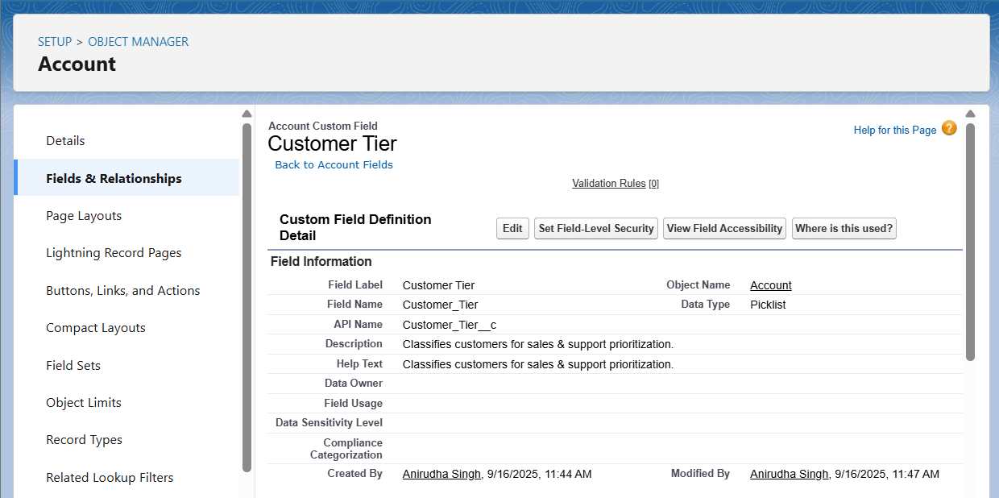 SETUP > OBJECT MANAGER
Account
Details
Fields & Relationships
Page Layouts
Lightning Record Pages
Buttons, Links, and Actions
Compact Layouts
Field Sets
Object Limits
Record Types
Related Lookup Filters
Account Custom Field
Customer Tier
Back to Account Fields
Help for this Page ?
Validation Rules [0]
Custom Field Definition
Detail
Edit Set Field-Level Security View Field Accessibility Where is this used?
Field Information
Field Label Customer Tier Object Name Account
Field Name Customer_Tier Data Type Picklist
API Name Customer_Tier__c
Description Classifies customers for sales & support prioritization.
Help Text Classifies customers for sales & support prioritization.
Data Owner
Field Usage
Data Sensitivity Level
Compliance
Categorization
Created By Anirudha Singh, 9/16/2025, 11:44 AM Modified By Anirudha Singh, 9/16/2025, 11:47 AM